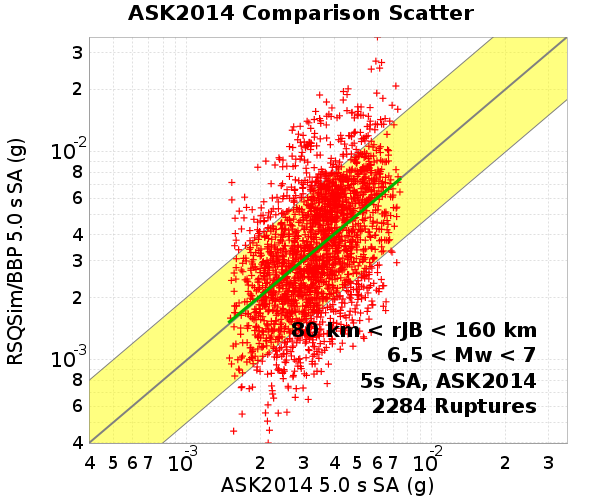 ASK2014 Comparison Scatter
RSQSim/BBP 5.0 s SA (g)
3
2
10-2
8
6
4
3
2
10-3
8
6
4
80 km < rJB < 160 km
6.5 < Mw < 7
5s SA, ASK2014
2284 Ruptures
4 5 6 7 10-3 2 3 4 5 6 7 10-2 2 3
ASK2014 5.0 s SA (g)